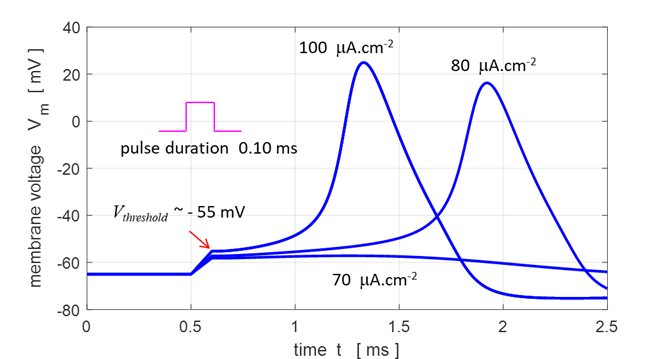 40
20
0
-20
-40
-60
-80
membrane voltage Vm [ mV]
100 μA.cm-2
80 μA.cm-2
pulse duration 0.10 ms
Vthreshold ~ - 55 mV
70 μA.cm-2
0 0.5 1 1.5 2 2.5
time t [ ms ]